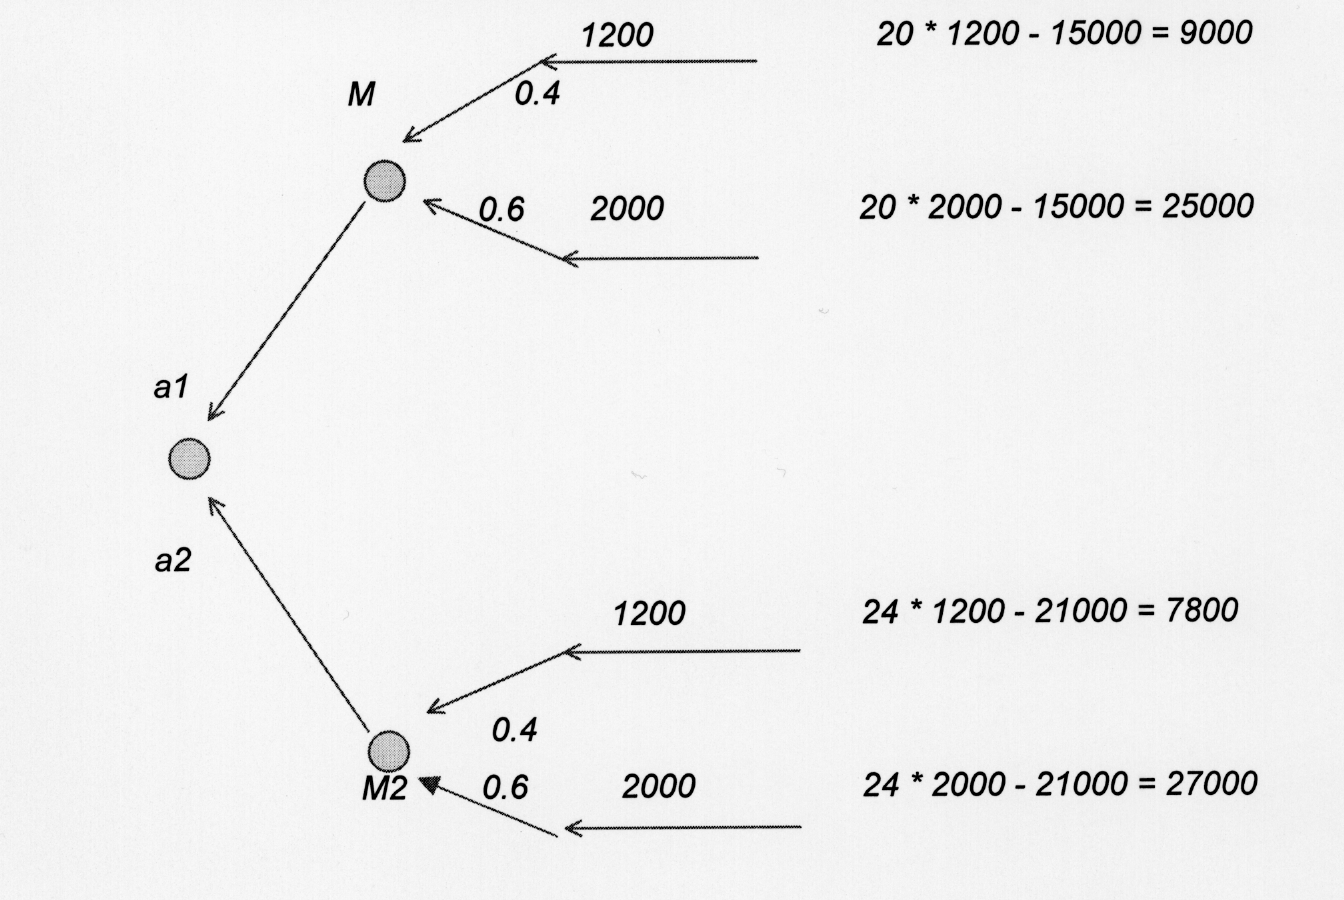 1200
20 * 1200 - 15000 = 9000
M
0.4
0.6
2000
20 * 2000 - 15000 = 25000
a1
a2
1200
24 * 1200 - 21000 = 7800
0.4
M2
0.6
2000
24 * 2000 - 21000 = 27000